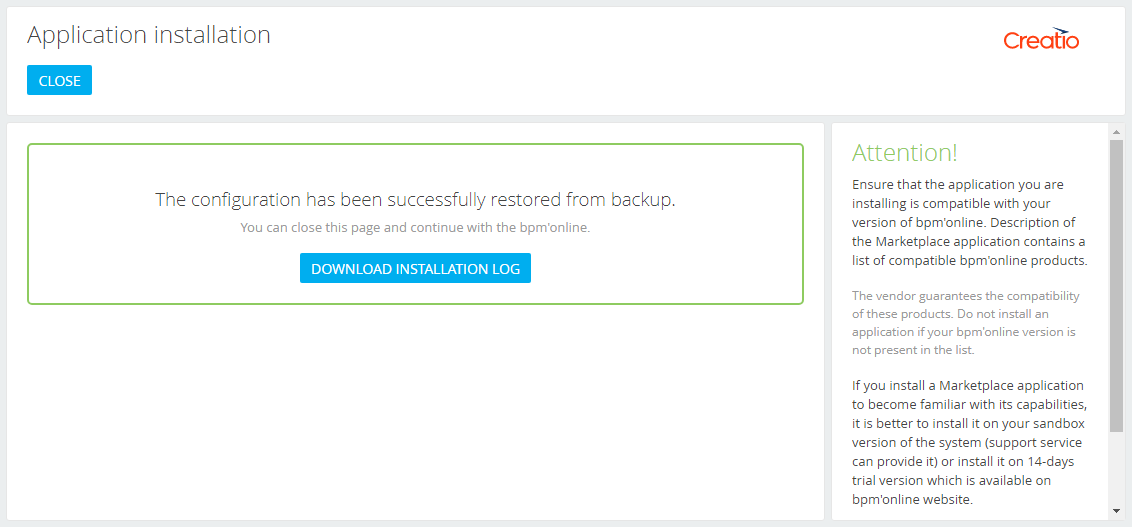 Application installation
Creatio
CLOSE
The configuration has been successfully restored from backup.
You can close this page and continue with the bpm'online.
DOWNLOAD INSTALLATION LOG
Attention!
Ensure that the application you are
installing is compatible with your
version of bpm'online. Description of
the Marketplace application contains a
list of compatible bpm'online products.
The vendor guarantees the compatibility
of these products. Do not install an
application if your bpm'online version is
not present in the list.
If you install a Marketplace application
to become familiar with its capabilities,
it is better to install it on your sandbox
version of the system (support service
can provide it) or install it on 14-days
trial version which is available on
bpm'online website.